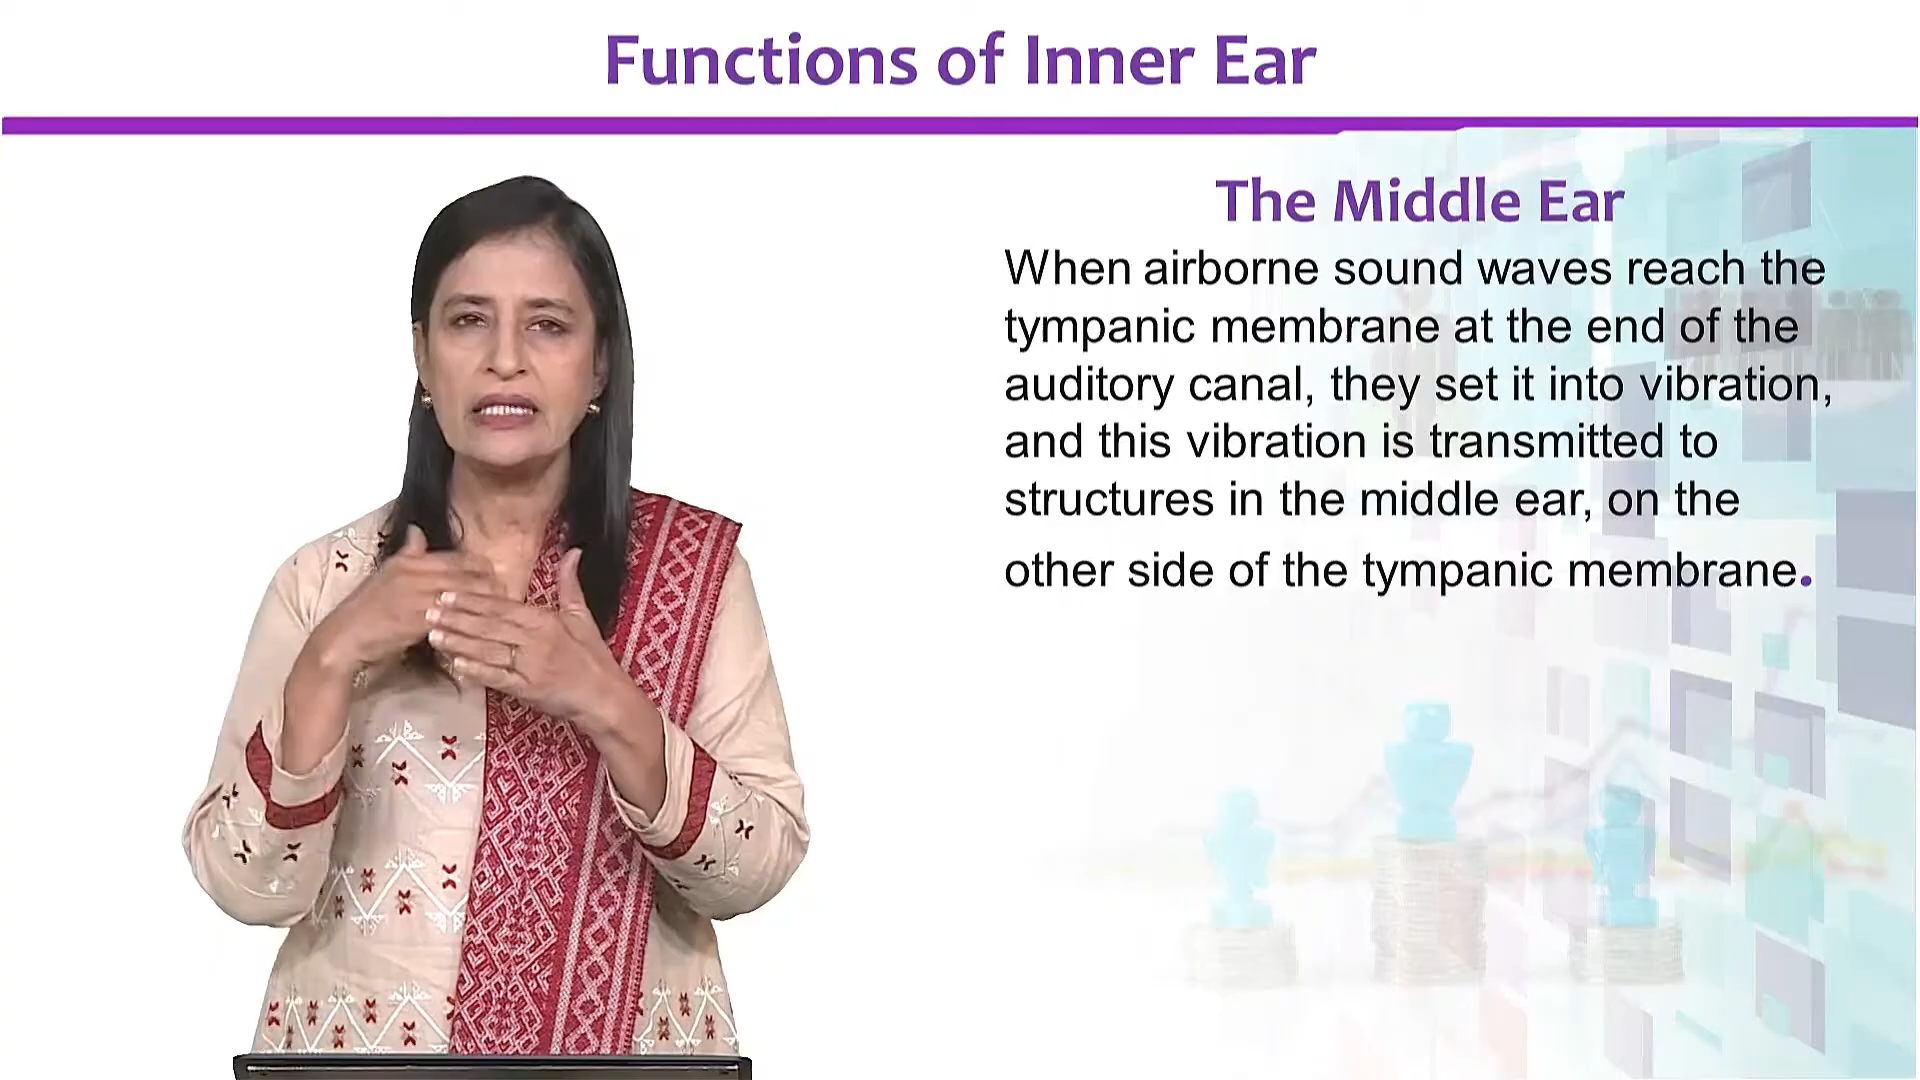 Functions of Inner Ear
The Middle Ear
When airborne sound waves reach the
tympanic membrane at the end of the
auditory canal, they set it into vibration,
and this vibration is transmitted to
structures in the middle ear, on the
other side of the tympanic membrane.